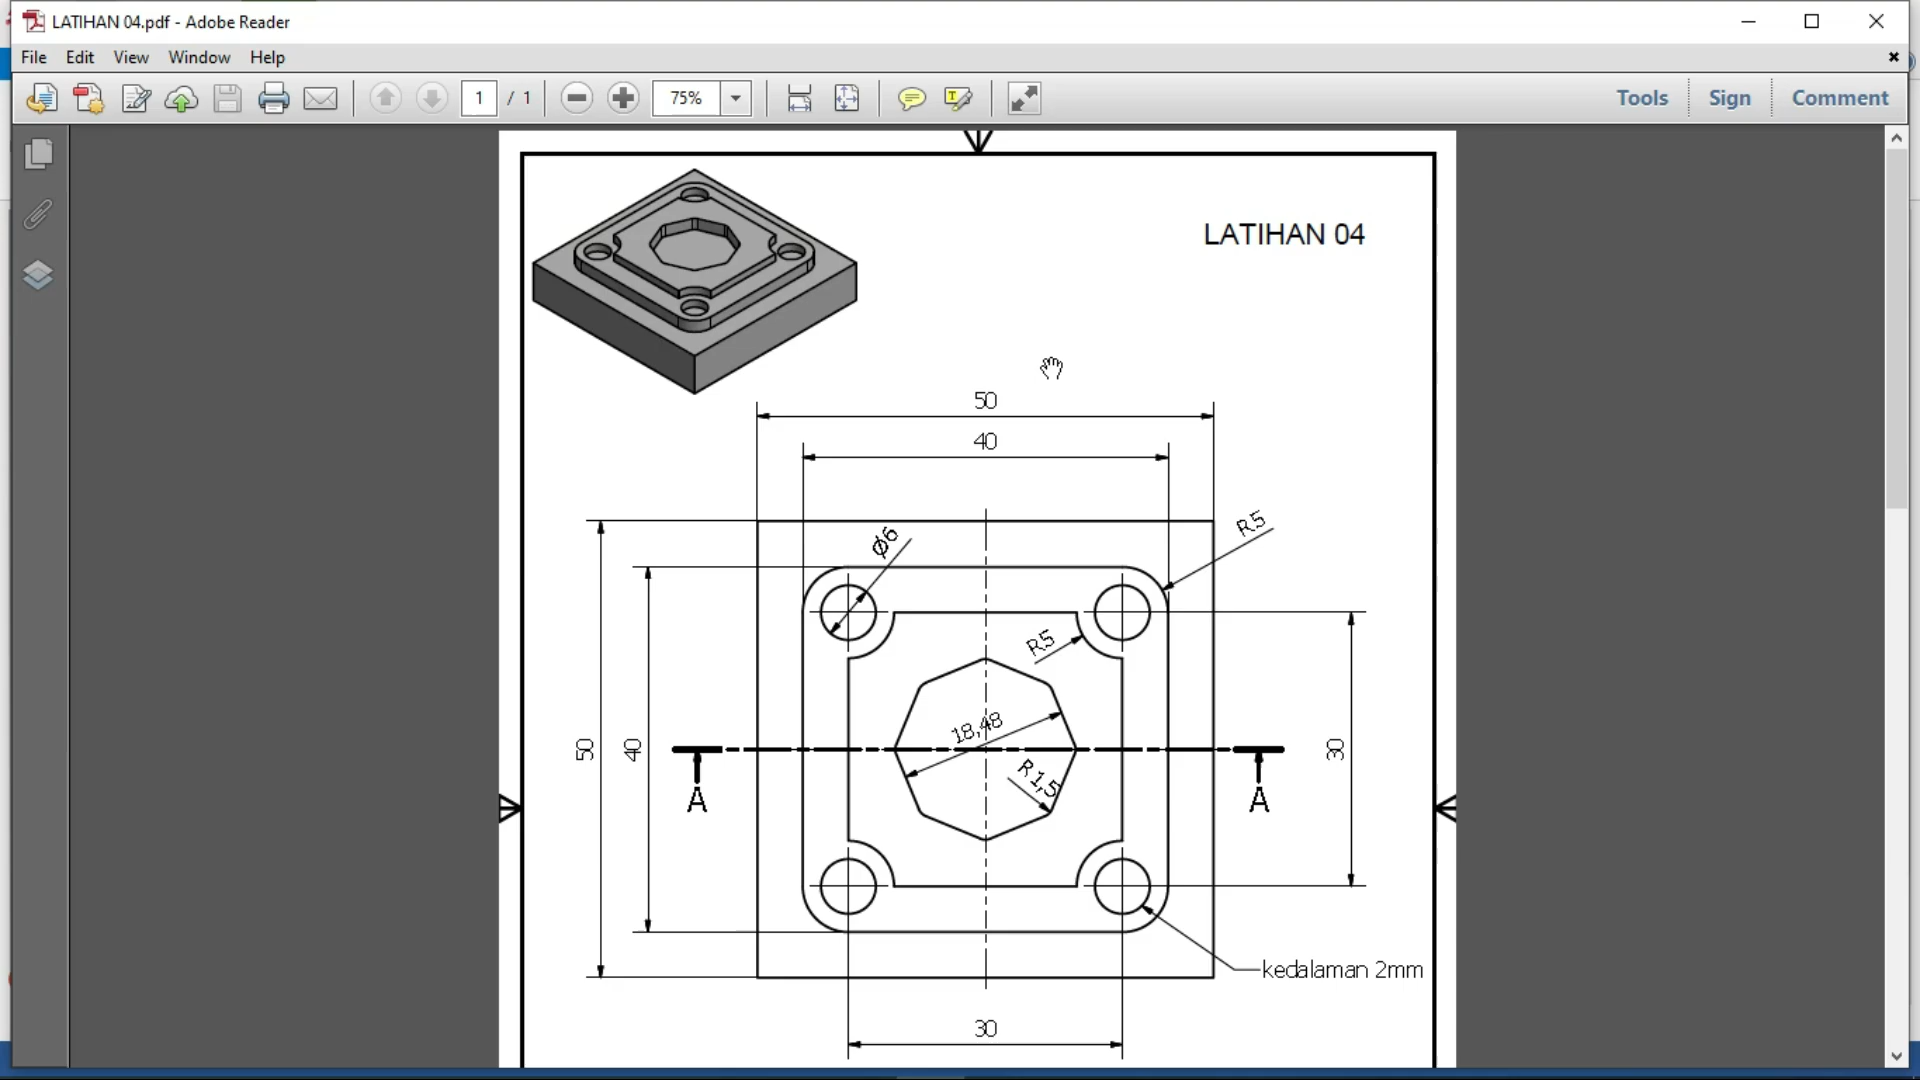 LATIHAN 04.pdf - Adobe Reader
File Edit View Window Help
1 / 1 75% Tools Sign Comment
LATIHAN 04
50
40
R5
Ø6
R5
18,48
50
40
30
R1,5
A
A
kedalaman 2mm
30